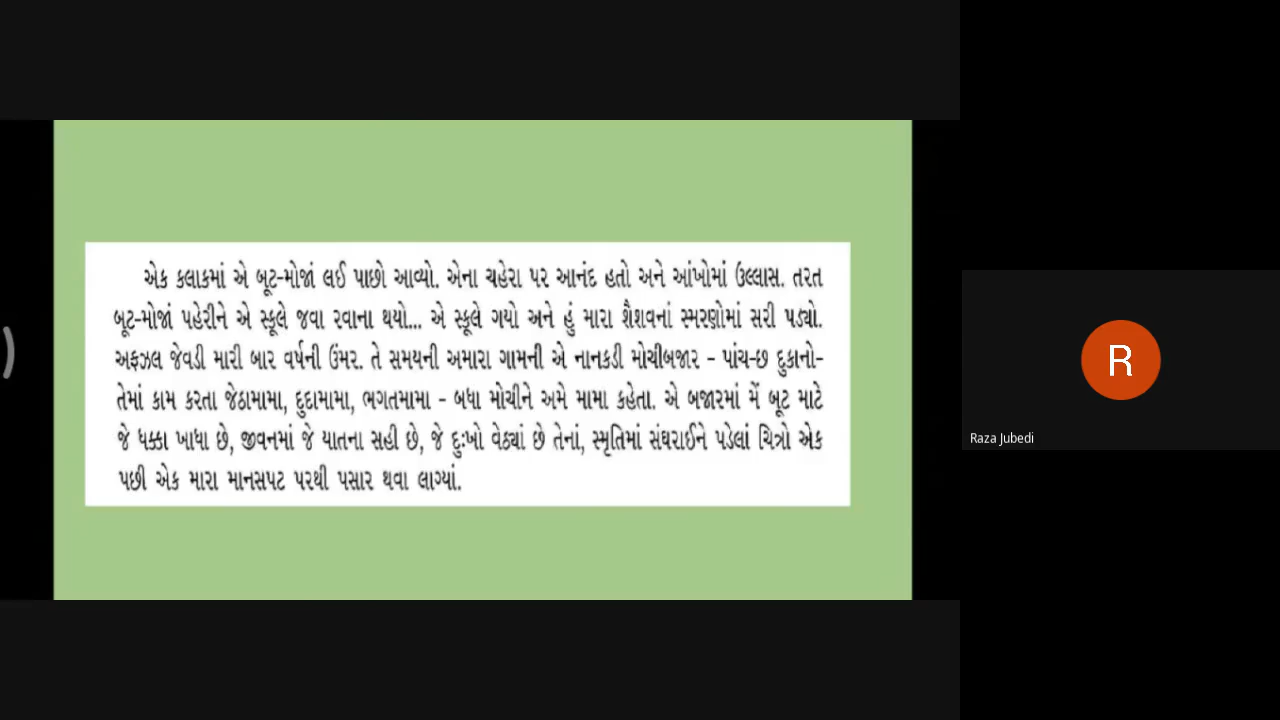 એક કલાકમાં એ બૂટ-મોજાં લઈ પાછો આવ્યો. એના ચહેરા પર આનંદ હતો અને આંખોમાં ઉલ્લાસ. તરત
બૂટ-મોજાં પહેરીને એ સ્કૂલે જવા રવાના થયો... એ સ્કૂલે ગયો અને હું મારા શૈશવનાં સ્મરણોમાં સરી પડ્યો.
અફઝલ જેવડી મારી બાર વર્ષની ઉંમર. તે સમયની અમારા ગામની એ નાનકડી મોચીબજાર - પાંચ-છ દુકાનો-
તેમાં કામ કરતા જેઠામામા, દુદામામા, ભગતમામા - બધા મોચીને અમે મામા કહેતા. એ બજારમાં મેં બૂટ માટે
જે ધક્કા ખાધા છે, જીવનમાં જે યાતના સહી છે, જે દુઃખો વેઠ્યાં છે તેનાં, સ્મૃતિમાં સંઘરાઈને પડેલાં ચિત્રો એક
પછી એક મારા માનસપટ પરથી પસાર થવા લાગ્યાં.
R
Raza Jubedi